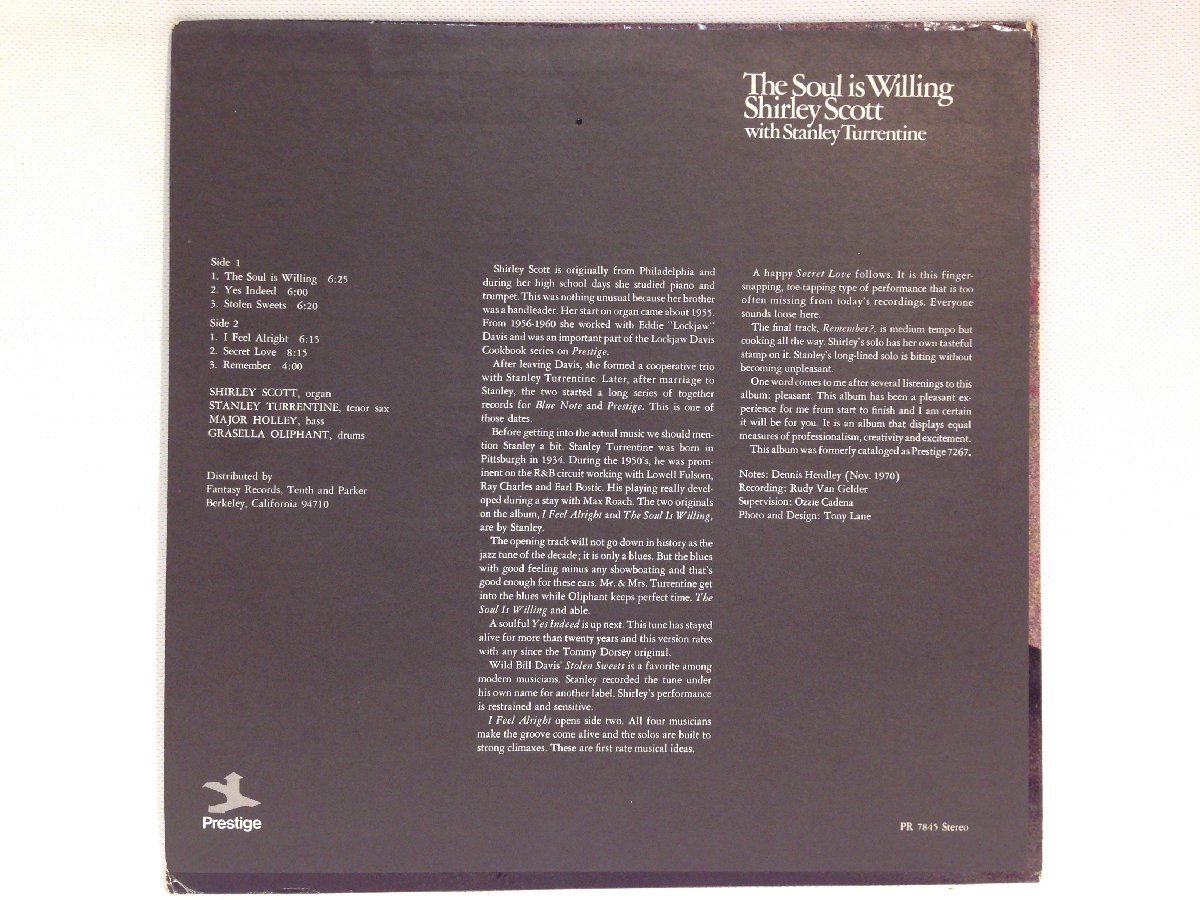 The Soul is Willing
Shirley Scott
with Stanley Turrentine
Side 1
1. The Soul is Willing 6:25
2. Yes Indeed 6:00
3. Stolen Sweets 6:20
Side 2
1. I Feel Alright 6:15
2. Secret Love 8:15
3. Remember 4:00
SHIRLEY SCOTT, organ
STANLEY TURRENTINE, tenor sax
MAJOR HOLLEY, bass
GRASELLA OLIPHANT, drums
Distributed by
Fantasy Records, Tenth and Parker
Berkeley, California 94710
Shirley Scott is originally from Philadelphia and
during her high school days she studied piano and
trumpet. This was nothing unusual because her brother
was a bandleader. Her start on organ came about 1955.
From 1956-1960 she worked with Eddie "Lockjaw"
Davis and was an important part of the Lockjaw Davis
Cookbook series on Prestige.
After leaving Davis, she formed a cooperative trio
with Stanley Turrentine. Later, after marriage to
Stanley, the two started a long series of together
records for Blue Note and Prestige. This is one of
those dates.
Before getting into the actual music we should men-
tion Stanley a bit. Stanley Turrentine was born in
Pittsburgh in 1934. During the 1950's, he was prom-
inent on the R&B circuit working with Lowell Fulsom,
Ray Charles and Earl Bostic. His playing really devel-
oped during a stay with Max Roach. The two originals
on the album, I Feel Alright and The Soul Is Willing,
are by Stanley.
The opening track will not go down in history as the
jazz tune of the decade; it is only a blues. But the blues
with good feeling minus any showboating and that's
good enough for these ears. Mr. & Mrs. Turrentine get
into the blues while Oliphant keeps perfect time. The
Soul Is Willing and able.
A soulful Yes Indeed is up next. This tune has stayed
alive for more than twenty years and this version rates
with any since the Tommy Dorsey original.
Wild Bill Davis' Stolen Sweets is a favorite among
modern musicians. Stanley recorded the tune under
his own name for another label. Shirley's performance
is restrained and sensitive.
I Feel Alright opens side two. All four musicians
make the groove come alive and the solos are built to
strong climaxes. These are first rate musical ideas.
A happy Secret Love follows. It is this finger-
snapping, toe-tapping type of performance that is too
often missing from today's recordings. Everyone
sounds loose here.
The final track, Remember?, is medium tempo but
cooking all the way. Shirley's solo has her own tasteful
stamp on it. Stanley's long-lined solo is biting without
becoming unpleasant.
One word comes to me after several listenings to this
album: pleasant. This album has been a pleasant ex-
perience for me from start to finish and I am certain
it will be for you. It is an album that displays equal
measures of professionalism, creativity and excitement.
This album was formerly cataloged as Prestige 7267.
Notes: Dennis Hendley (Nov. 1970)
Recording: Rudy Van Gelder
Supervision: Ozzie Cadena
Photo and Design: Tony Lane
Prestige
PR 7845 Stereo